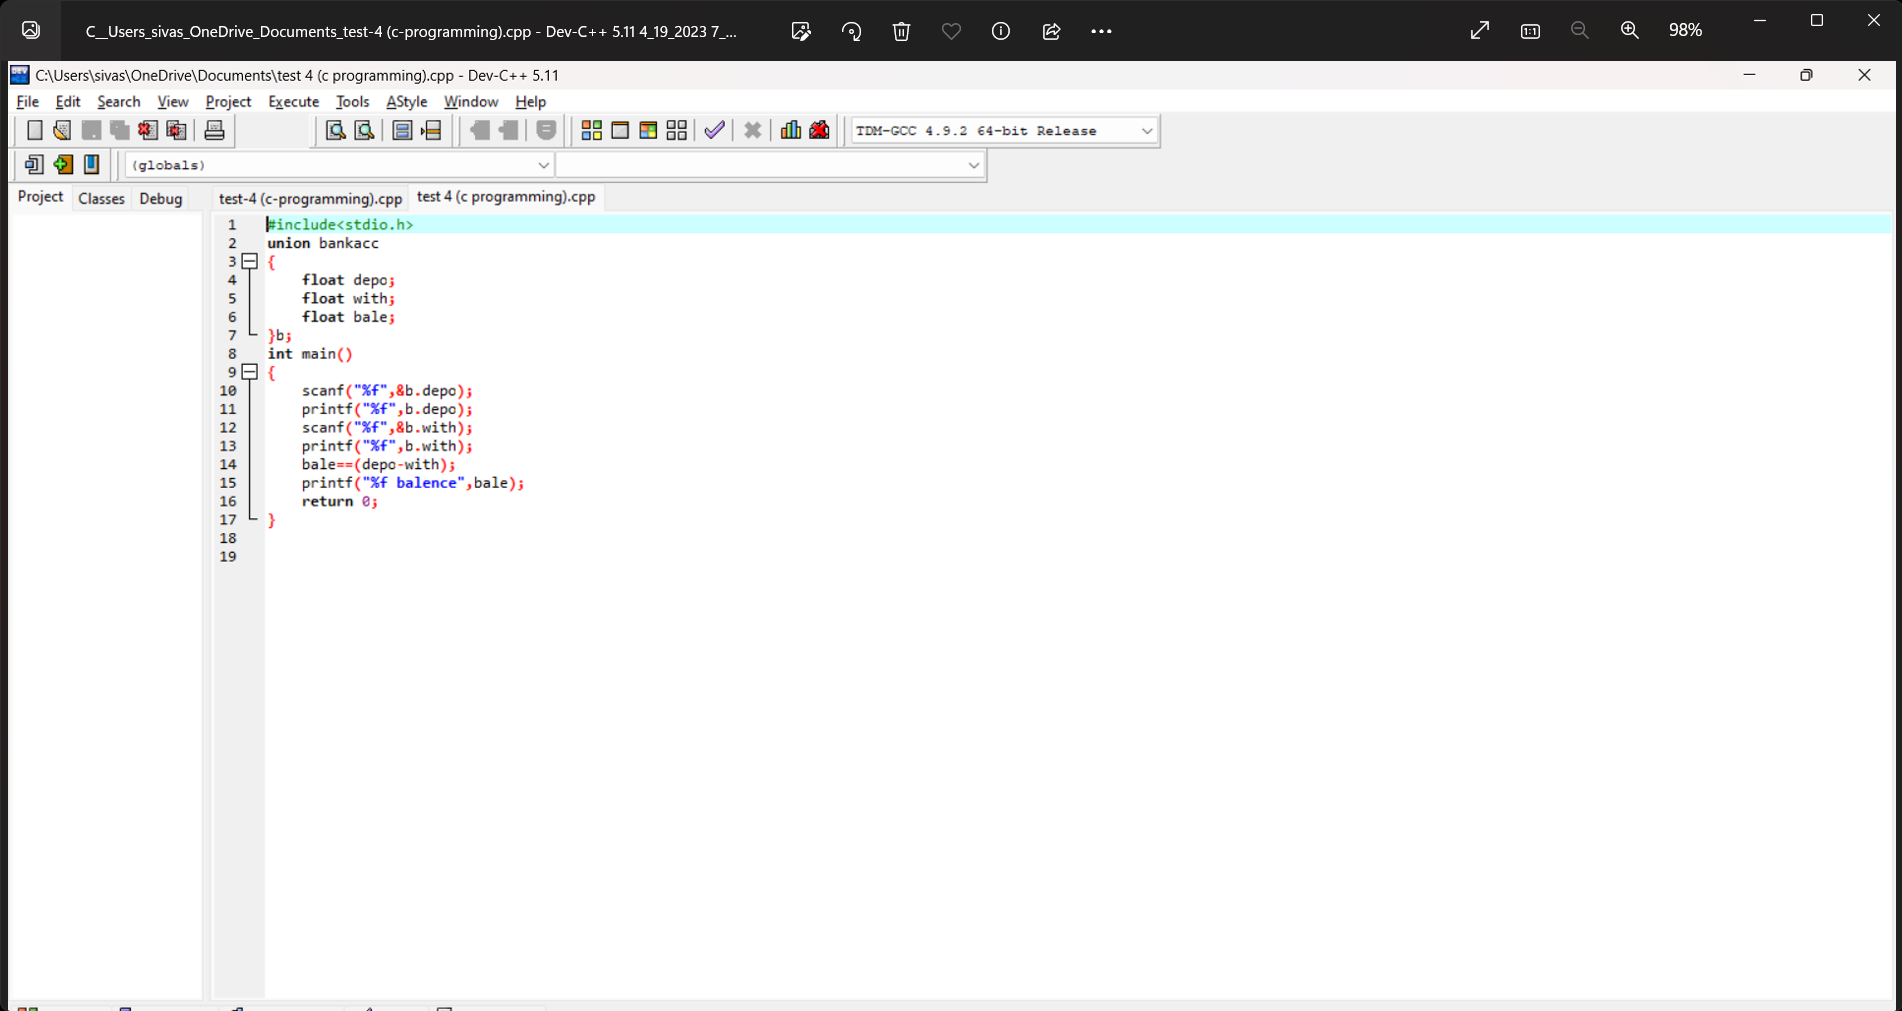 C__Users_sivas_OneDrive_Documents_test-4 (c-programming).cpp - Dev-C++ 5.11 4_19_2023 7_...
98%
C:\Users\sivas\OneDrive\Documents\test 4 (c programming).cpp - Dev-C++ 5.11
File Edit Search View Project Execute Tools AStyle Window Help
TDM-GCC 4.9.2 64-bit Release
(globals)
Project Classes Debug
test-4 (c-programming).cpp test 4 (c programming).cpp
1 #include<stdio.h>
2 union bankacc
3 {
4 float depo;
5 float with;
6 float bale;
7 }b;
8 int main()
9 {
10 scanf("%f",&b.depo);
11 printf("%f",b.depo);
12 scanf("%f",&b.with);
13 printf("%f",b.with);
14 bale==(depo-with);
15 printf("%f balence",bale);
16 return 0;
17 }
18
19